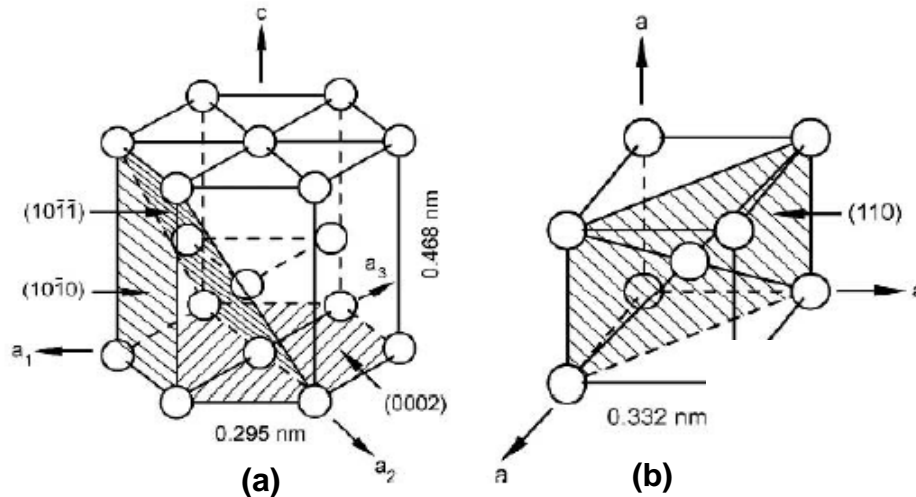 c
a
(101̅1̅)
0.468 nm
(110)
(101̅0)
a₃
a
a₁
(0002)
0.295 nm
0.332 nm
a₂
a
(a)
(b)